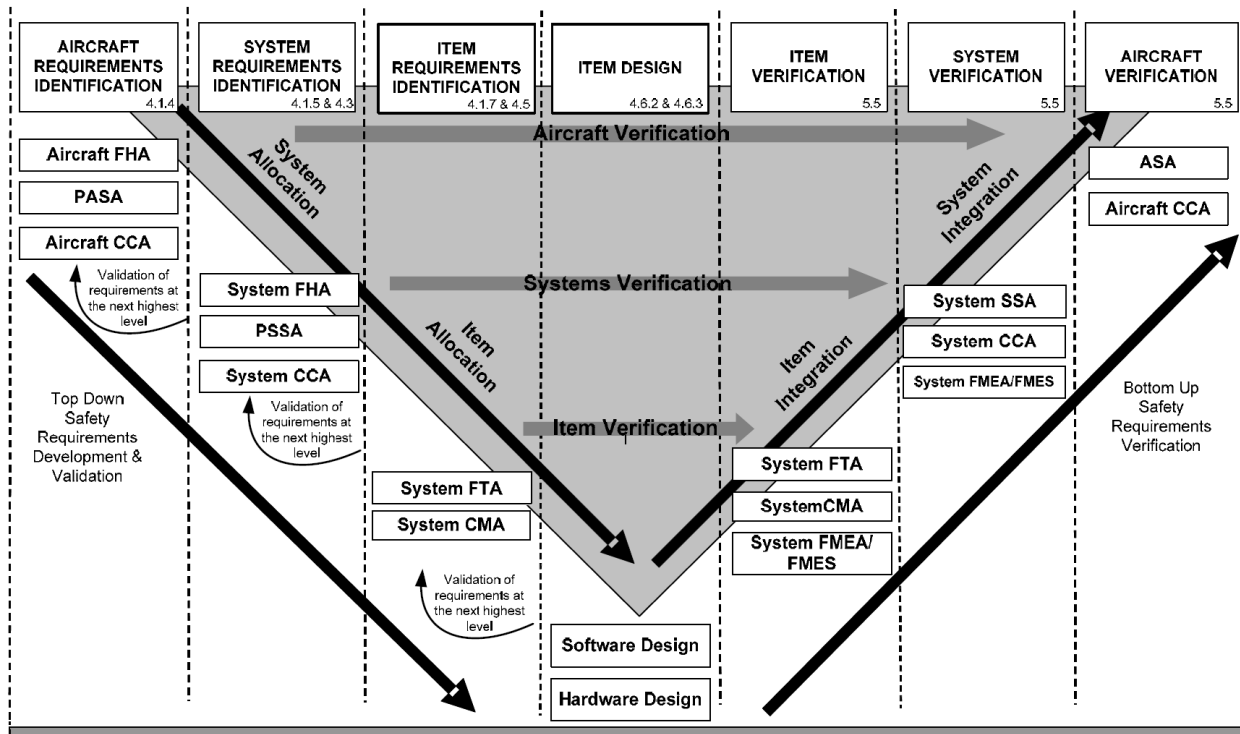 AIRCRAFT
REQUIREMENTS
IDENTIFICATION
4.1.4
SYSTEM
REQUIREMENTS
IDENTIFICATION
4.1.5 & 4.3
ITEM
REQUIREMENTS
IDENTIFICATION
4.1.7 & 4.5
ITEM DESIGN
4.6.2 & 4.6.3
ITEM
VERIFICATION
5.5
SYSTEM
VERIFICATION
5.5
AIRCRAFT
VERIFICATION
5.5
Aircraft FHA
PASA
Aircraft CCA
Validation of
requirements at
the next highest
level
Top Down
Safety
Requirements
Development &
Validation
System
Allocation
System FHA
PSSA
System CCA
Validation of
requirements at
the next highest
level
Item
Allocation
System FTA
System CMA
Validation of
requirements at
the next highest
level
Aircraft Verification
Systems Verification
Item Verification
Software Design
Hardware Design
Item
Integration
System FTA
SystemCMA
System FMEA/
FMES
System
Integration
System SSA
System CCA
System FMEA/FMES
ASA
Aircraft CCA
Bottom Up
Safety
Requirements
Verification